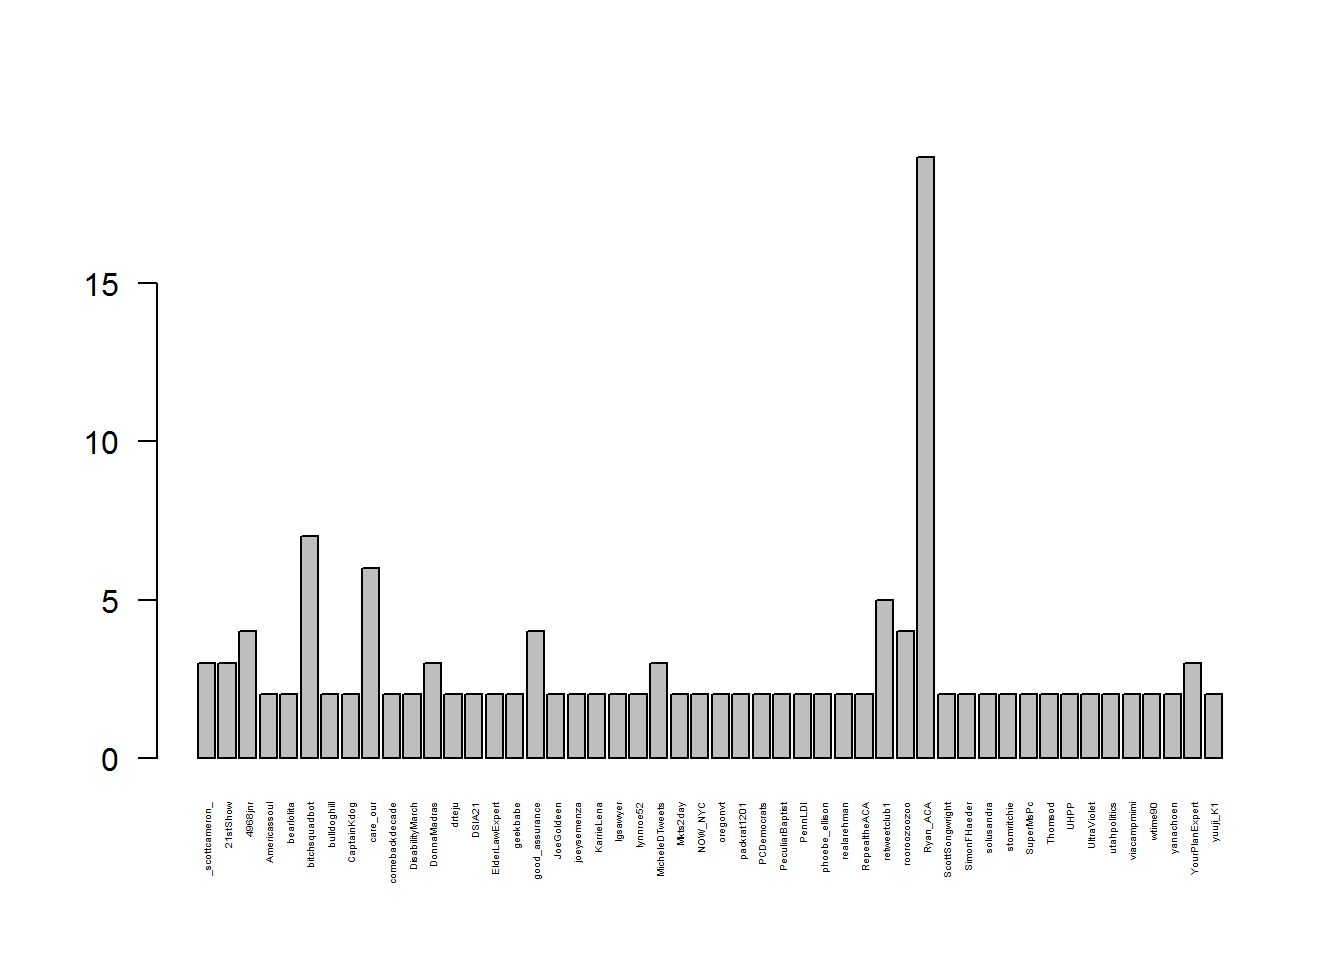 15
10
5
0
_scottcameron_
21stShow
4968jnr
Americassoul
bearlolita
bitchsquadbot
bulldoghill
CaptainKdog
care_our
comebackdecade
DisabilityMarch
DonnaMadras
drteju
DSIA21
ElderLawExpert
geekbabe
good_assurance
JoeGoldeen
joeysemenza
KarrieLena
lgsawyer
lynnroe52
MicheleDTweets
Mkts2day
NOW_NYC
oregonvt
packrat1201
PCDemocrats
PeculiarBaptist
PennLDI
phoebe_ellison
realarehman
RepealtheACA
retweetclub1
rooroozoozoo
Ryan_ACA
ScottSongwright
SimonFHaeder
solusandra
stomritchie
SuperMsPc
Thomsod
UHPP
UltraViolet
utahpolitics
viacampmimi
wtime90
yanachoen
YourPlanExpert
yuuji_K1